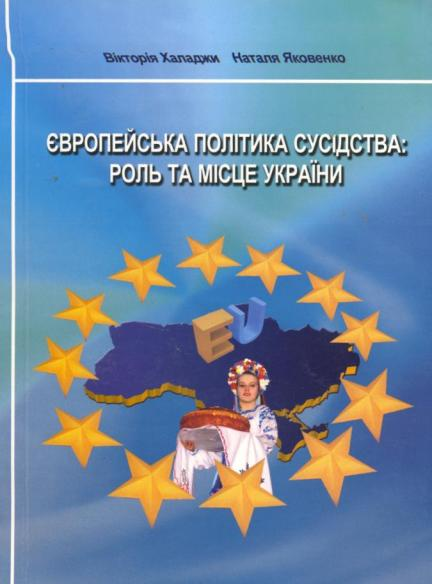 Вікторія Халаджи Наталя Яковенко
ЄВРОПЕЙСЬКА ПОЛІТИКА СУСІДСТВА:
РОЛЬ ТА МІСЦЕ УКРАЇНИ
EU